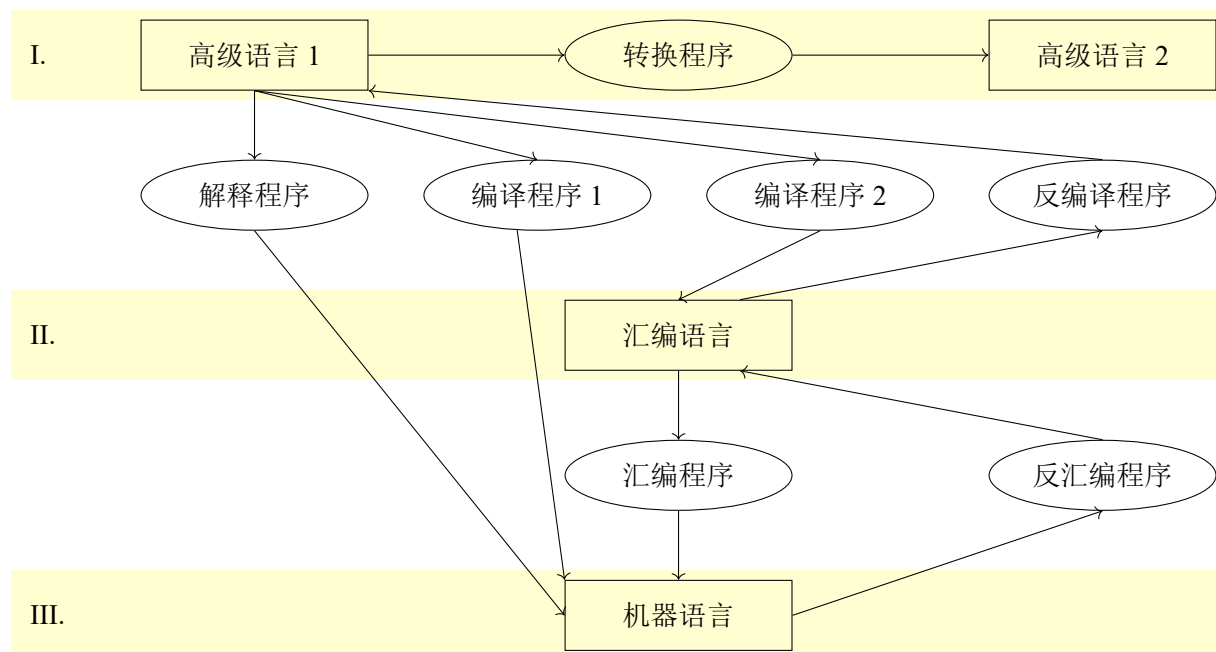 I. 高级语言 1 转换程序 高级语言 2
解释程序 编译程序 1 编译程序 2 反编译程序
II. 汇编语言
汇编程序 反汇编程序
III. 机器语言